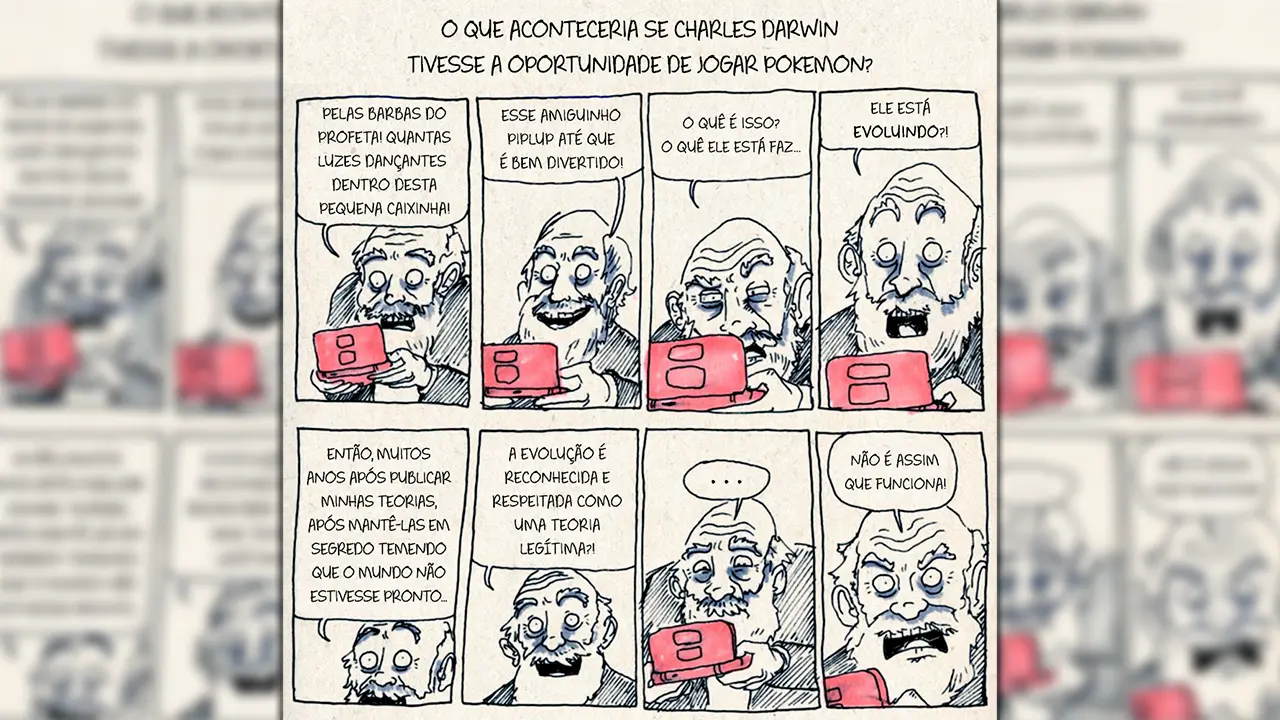 O QUE ACONTECERIA SE CHARLES DARWIN
TIVESSE A OPORTUNIDADE DE JOGAR POKEMON?
PELAS BARBAS DO
PROFETA! QUANTAS
LUZES DANÇANTES
DENTRO DESTA
PEQUENA CAIXINHA!
ESSE AMIGUINHO
PIPLUP ATÉ QUE
É BEM DIVERTIDO!
O QUÊ É ISSO?
O QUÊ ELE ESTÁ FAZ...
ELE ESTÁ
EVOLUINDO?!
ENTÃO, MUITOS
ANOS APÓS PUBLICAR
MINHAS TEORIAS,
APÓS MANTÊ-LAS EM
SEGREDO TEMENDO
QUE O MUNDO NÃO
ESTIVESSE PRONTO...
A EVOLUÇÃO É
RECONHECIDA E
RESPEITADA COMO
UMA TEORIA
LEGÍTIMA?!
...
NÃO É ASSIM
QUE FUNCIONA!